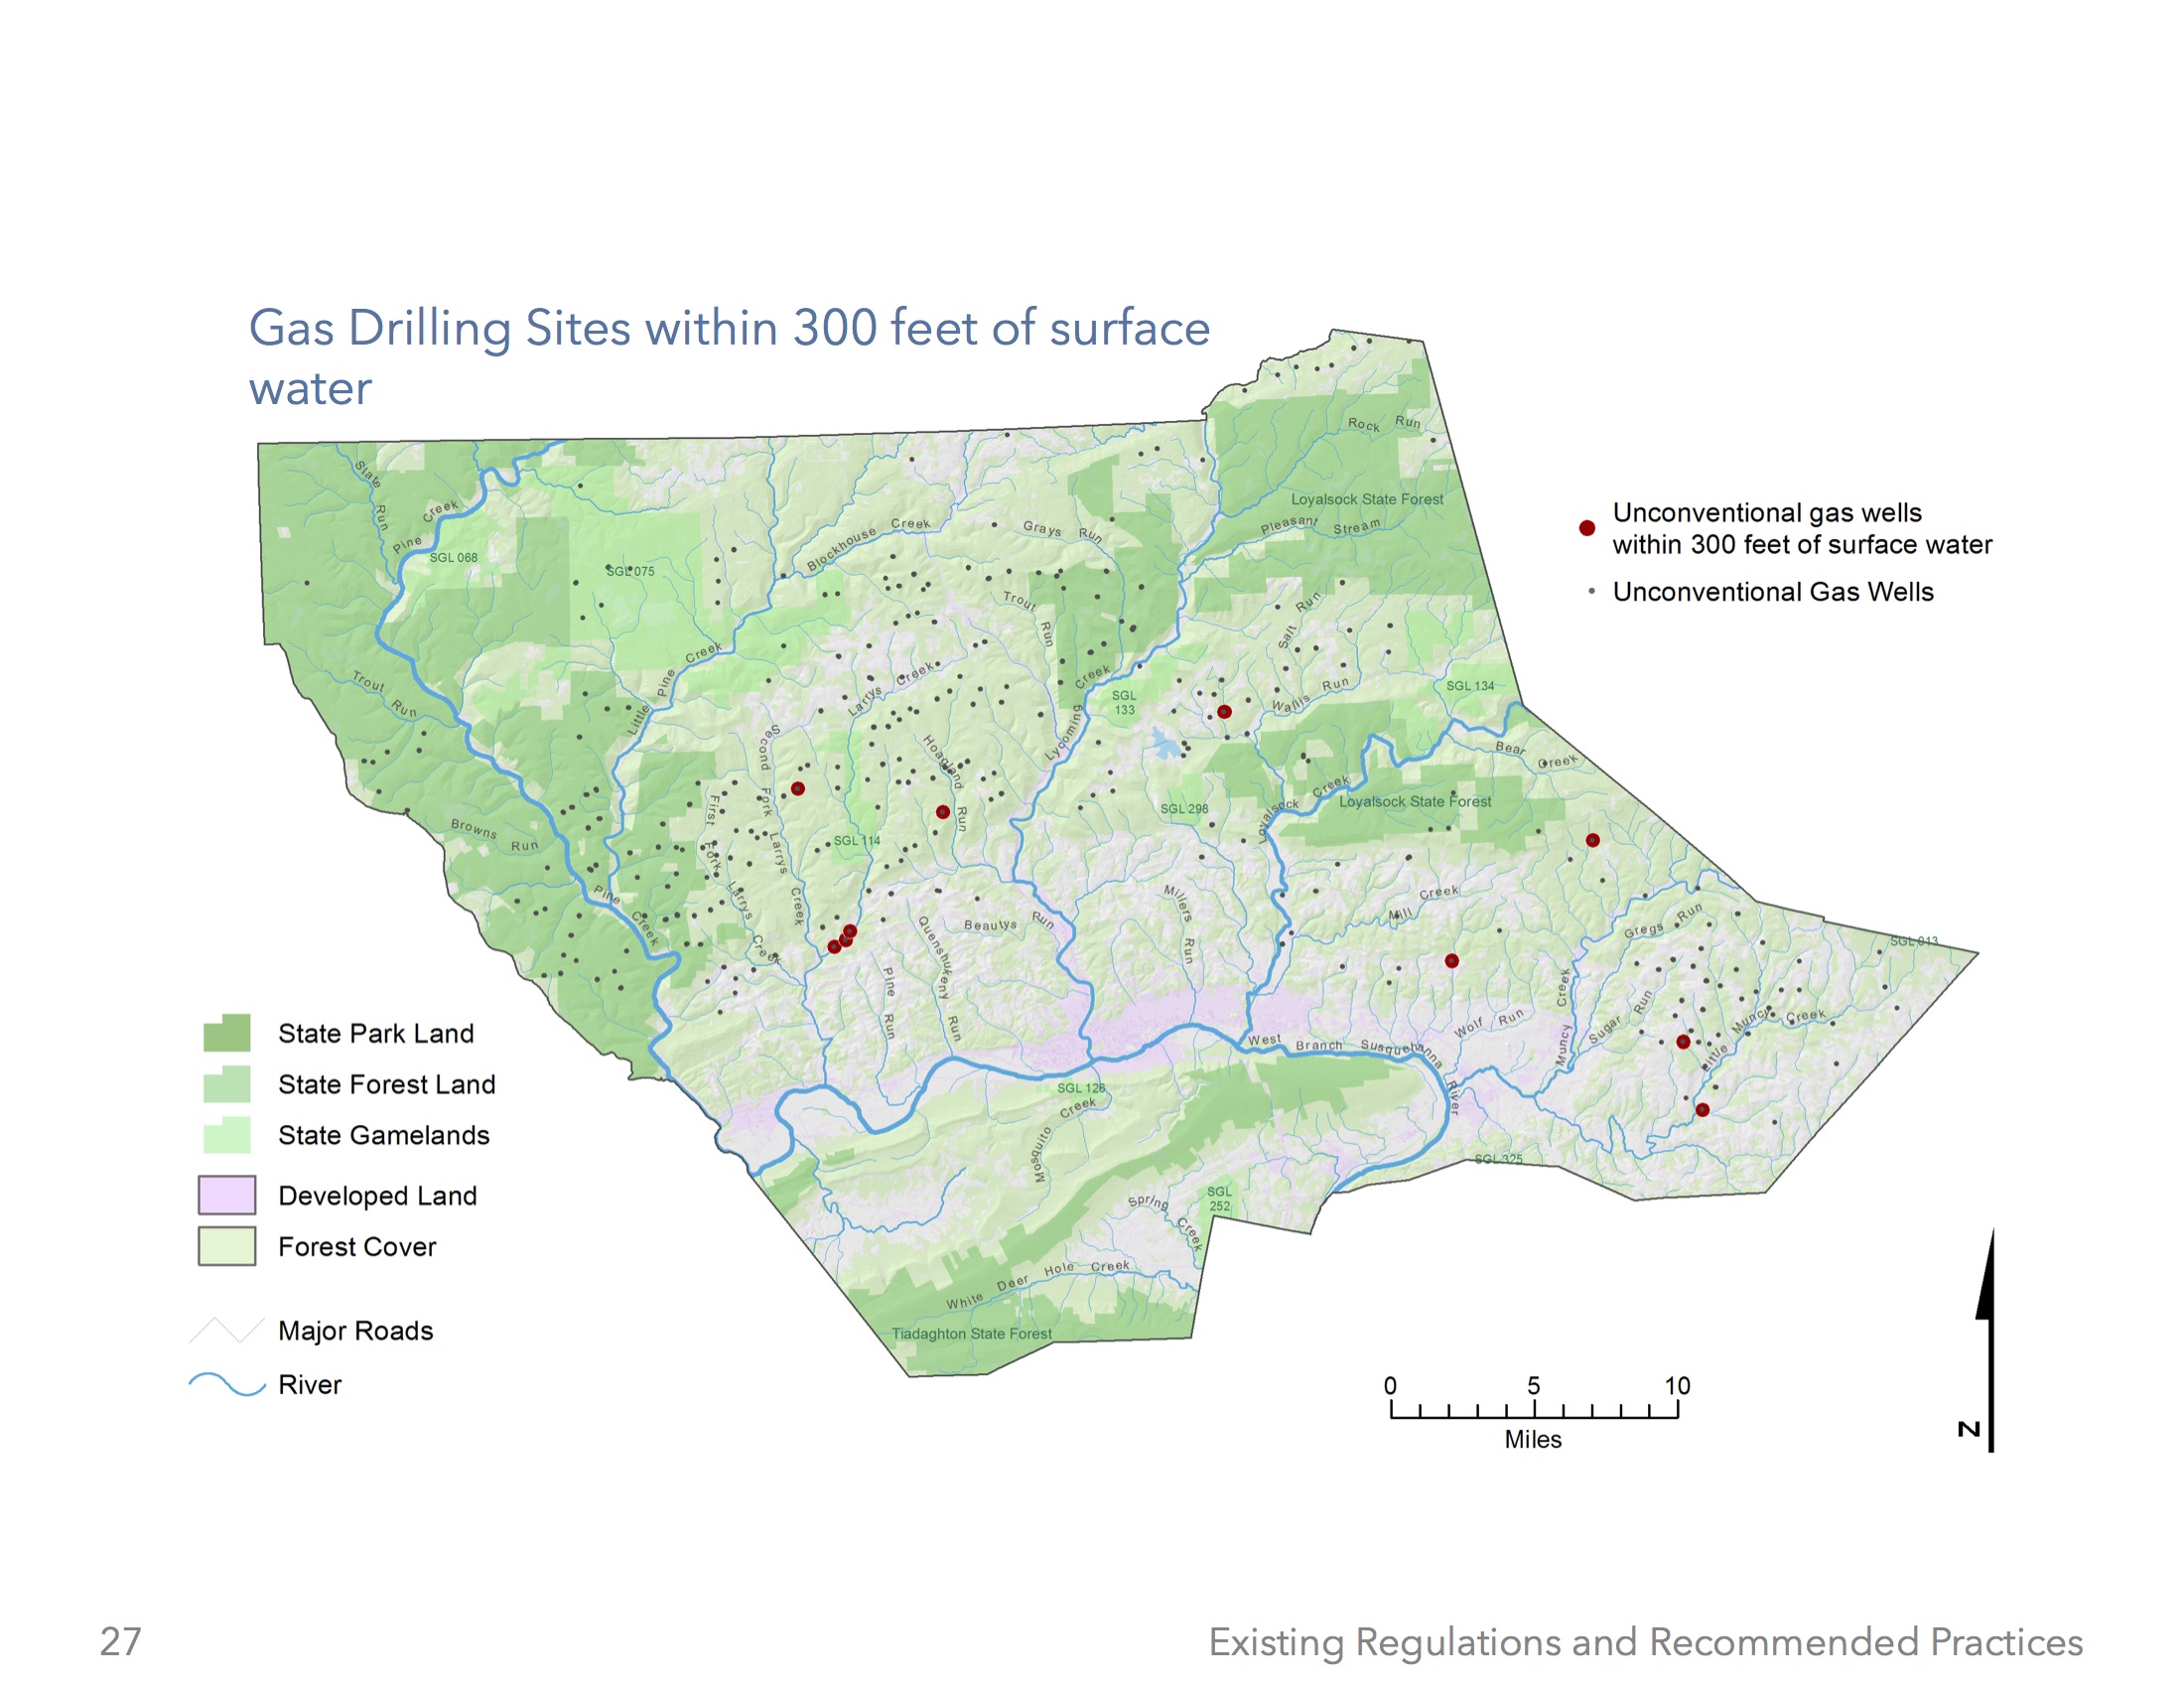 Gas Drilling Sites within 300 feet of surface
water
Rock Run
Loyalsock State Forest
Pleasant Stream
Slate Run
Pine Creek
SGL 068
SGL 075
Blockhouse Creek
Grays Run
Trout Run
Salt Run
Little Pine Creek
Larrys Creek
Lycoming Creek
SGL
133
Wallis Run
SGL 134
Trout Run
Second Fork Larrys Creek
Hoagland Run
Bear Creek
Loyalsock Creek
Loyalsock State Forest
SGL 298
Browns Run
First Fork Larrys Creek
SGL 114
Pine Creek
Beautys Run
Quenshukeny Run
Pine Run
Millers Run
Mill Creek
Gregs Run
SGL 013
Muncy Creek
Sugar Run
Little Muncy Creek
Wolf Run
West Branch Susquehanna River
SGL 126
Mosquito Creek
SGL 325
SGL
252
Spring Creek
White Deer Hole Creek
Tiadaghton State Forest
Unconventional gas wells
within 300 feet of surface water
Unconventional Gas Wells
State Park Land
State Forest Land
State Gamelands
Developed Land
Forest Cover
Major Roads
River
0 5 10
Miles
N
27
Existing Regulations and Recommended Practices